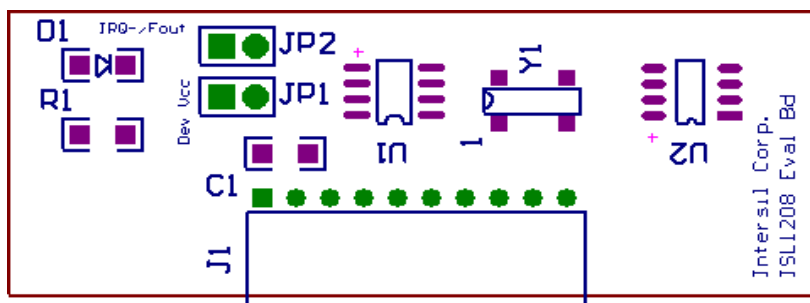 D1
IRQ-/Fout
JP2
R1
Dev Vcc
JP1
U1
Y1
1
U2
C1
J1
Intersil Corp.
ISL1208 Eval Bd